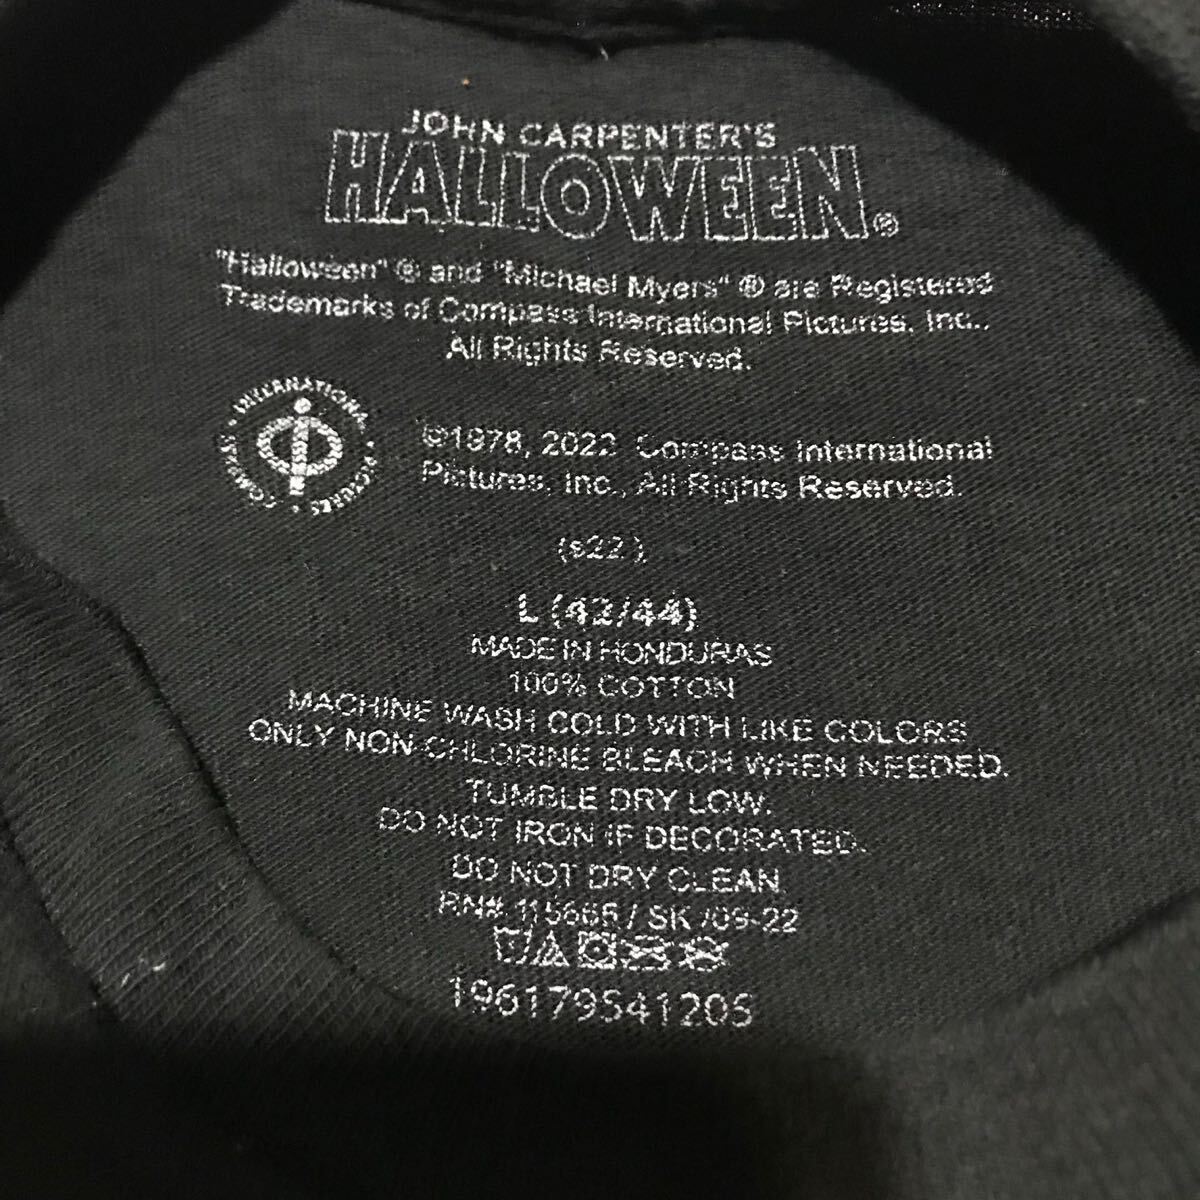 JOHN CARPENTER'S
HALLOWEEN®
"Halloween" ® and "Michael Myers" ® are Registered
Trademarks of Compass International Pictures, Inc.,
All Rights Reserved.
COMPASS • INTERNATIONAL • PICTURES •
©1978, 2022 Compass International
Pictures, Inc., All Rights Reserved.
(s22)
L (42/44)
MADE IN HONDURAS
100% COTTON
MACHINE WASH COLD WITH LIKE COLORS
ONLY NON-CHLORINE BLEACH WHEN NEEDED.
TUMBLE DRY LOW.
DO NOT IRON IF DECORATED.
DO NOT DRY CLEAN.
RN# 115665 / SK /09-22
196179541205